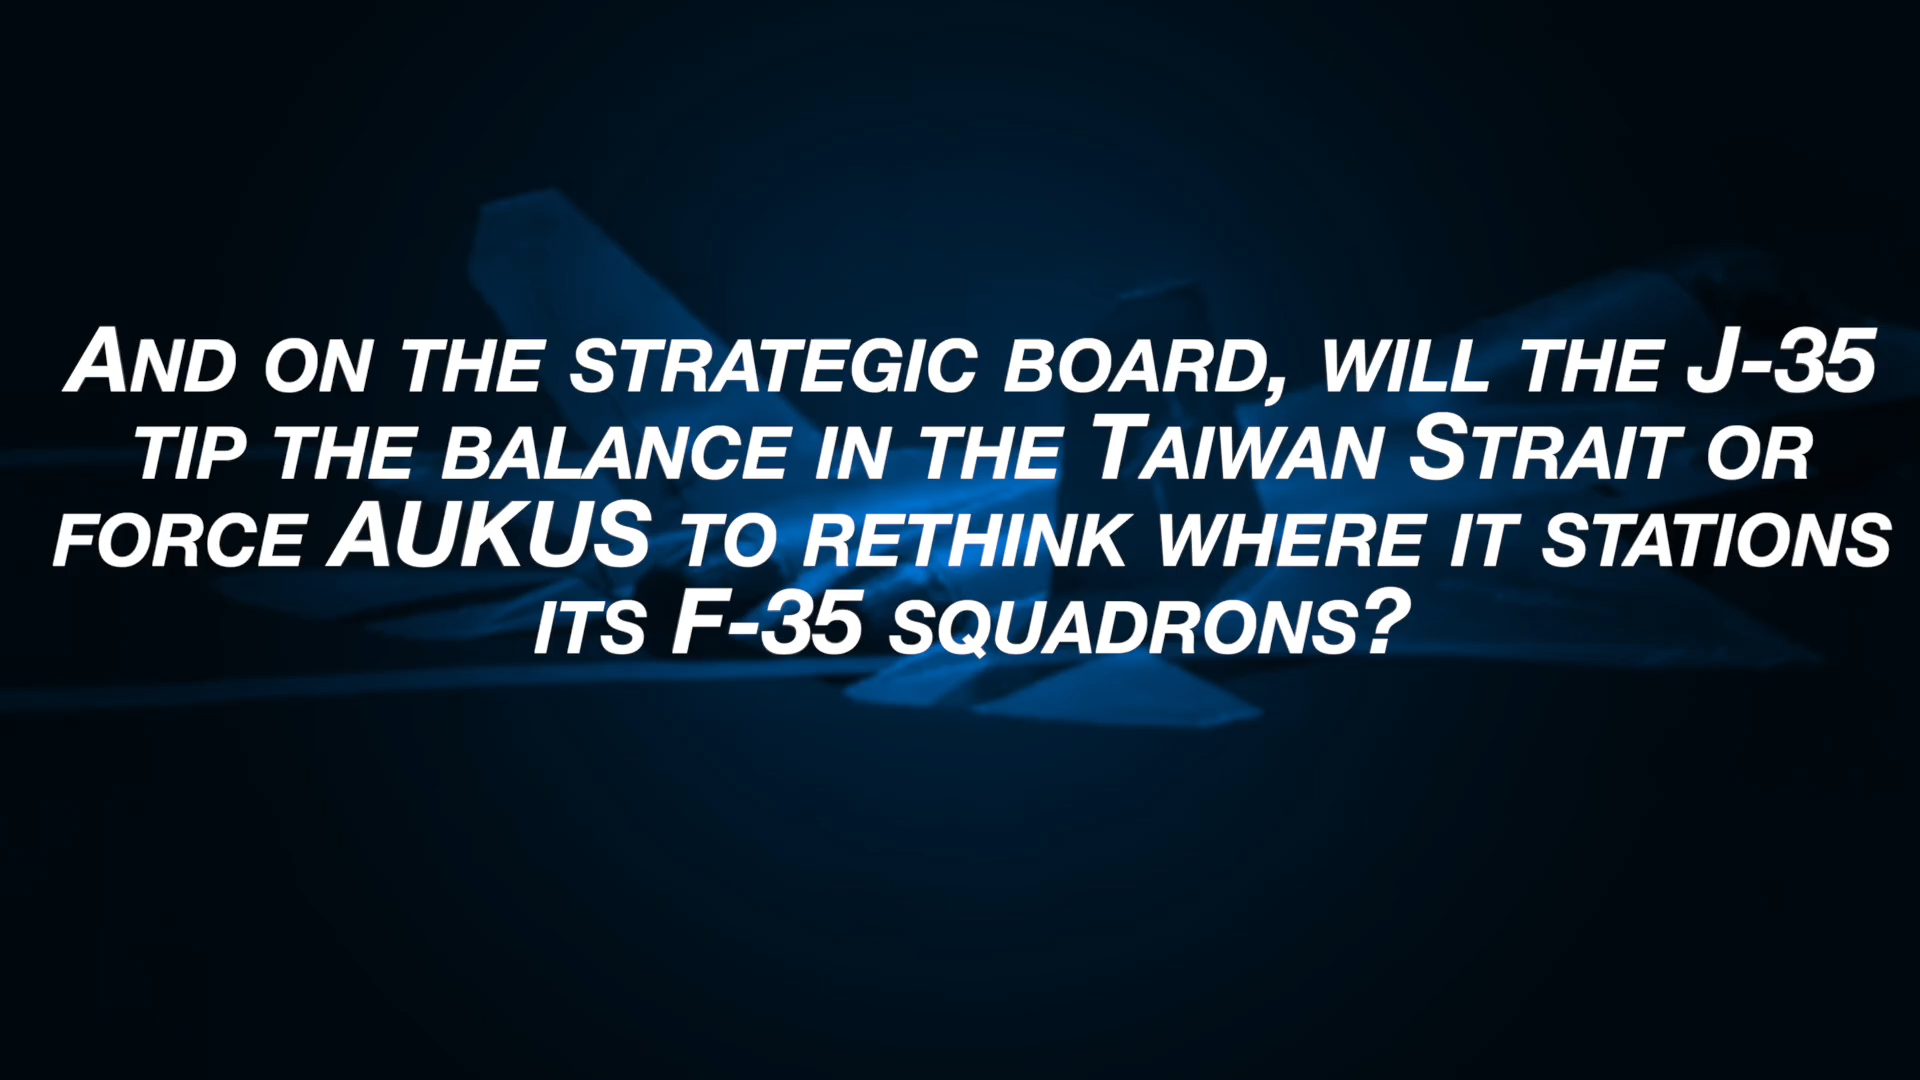 And on the strategic board, will the J-35
tip the balance in the Taiwan Strait or
force AUKUS to rethink where it stations
its F-35 squadrons?